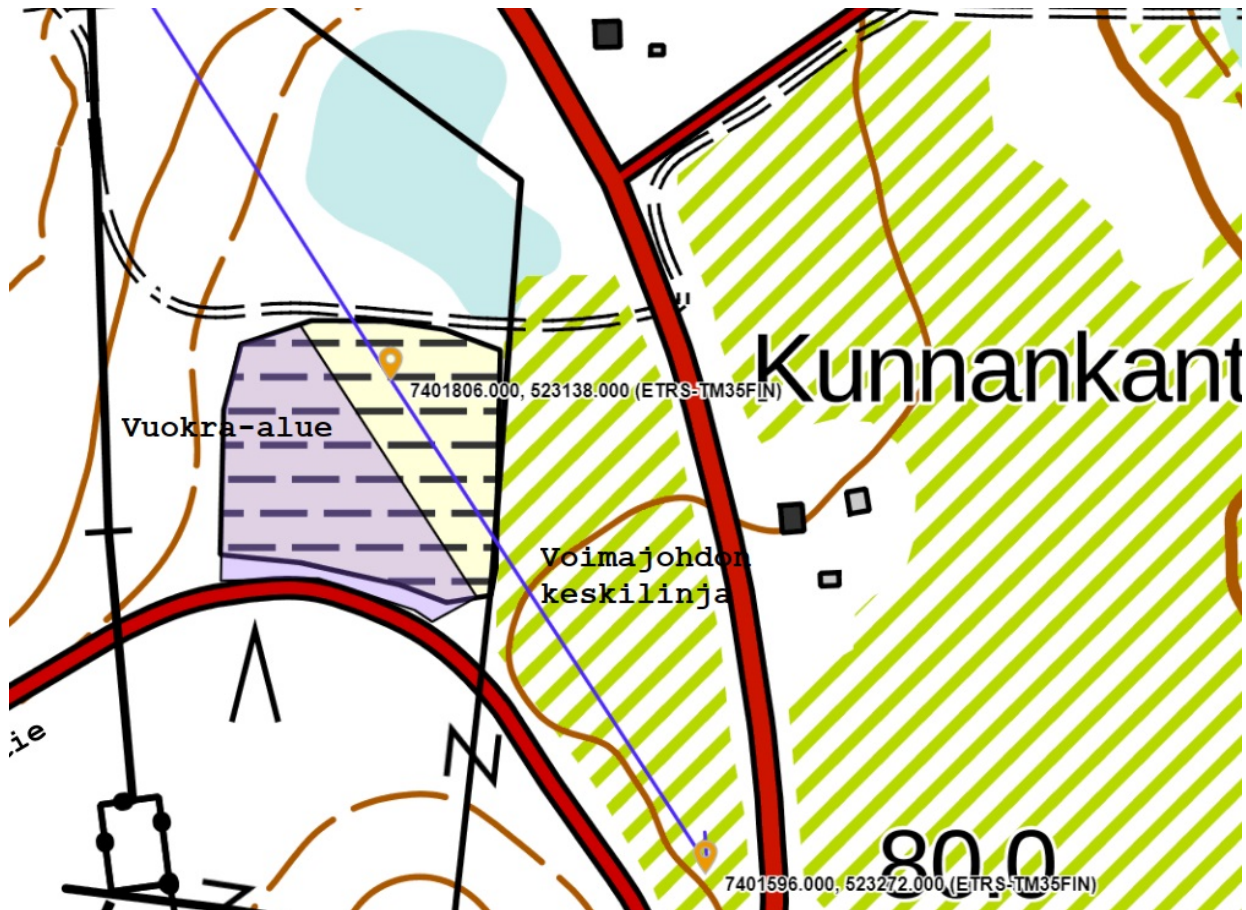 Kunnankant
7401806.000, 523138.000 (ETRS-TM35FIN)
Vuokra-alue
Voimajohdon
keskilinja
ie
80.0
7401596.000, 523272.000 (ETRS-TM35FIN)